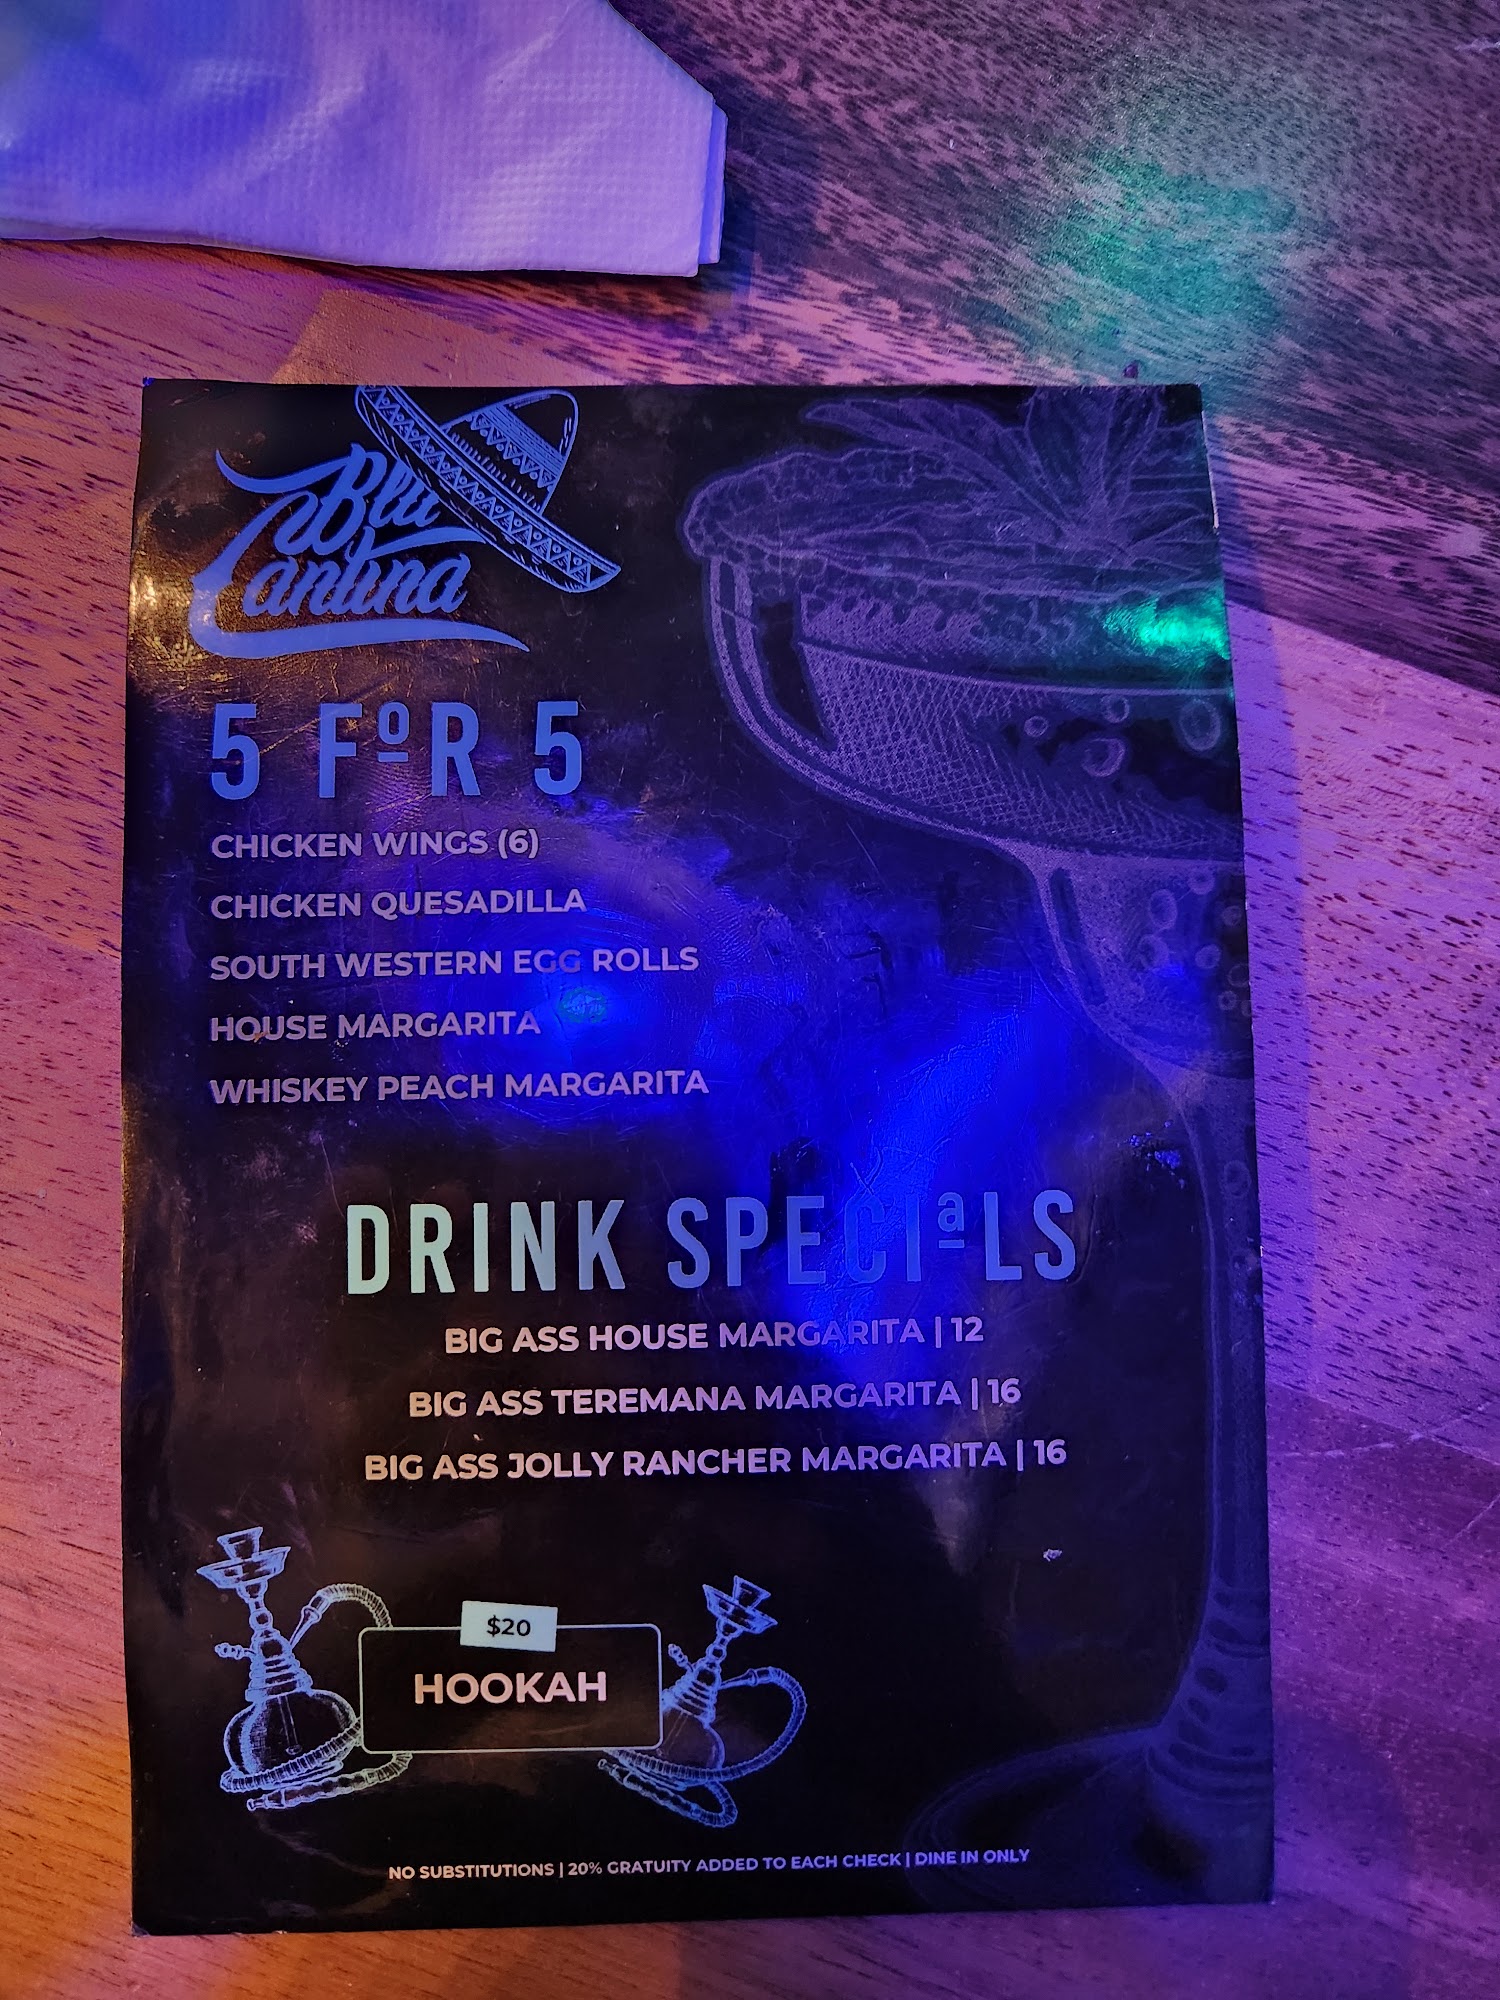 Blu
Cantina
5 FOR 5
CHICKEN WINGS (6)
CHICKEN QUESADILLA
SOUTH WESTERN EGG ROLLS
HOUSE MARGARITA
WHISKEY PEACH MARGARITA
DRINK SPECIaLS
BIG ASS HOUSE MARGARITA | 12
BIG ASS TEREMANA MARGARITA | 16
BIG ASS JOLLY RANCHER MARGARITA | 16
$20
HOOKAH
NO SUBSTITUTIONS | 20% GRATUITY ADDED TO EACH CHECK | DINE IN ONLY